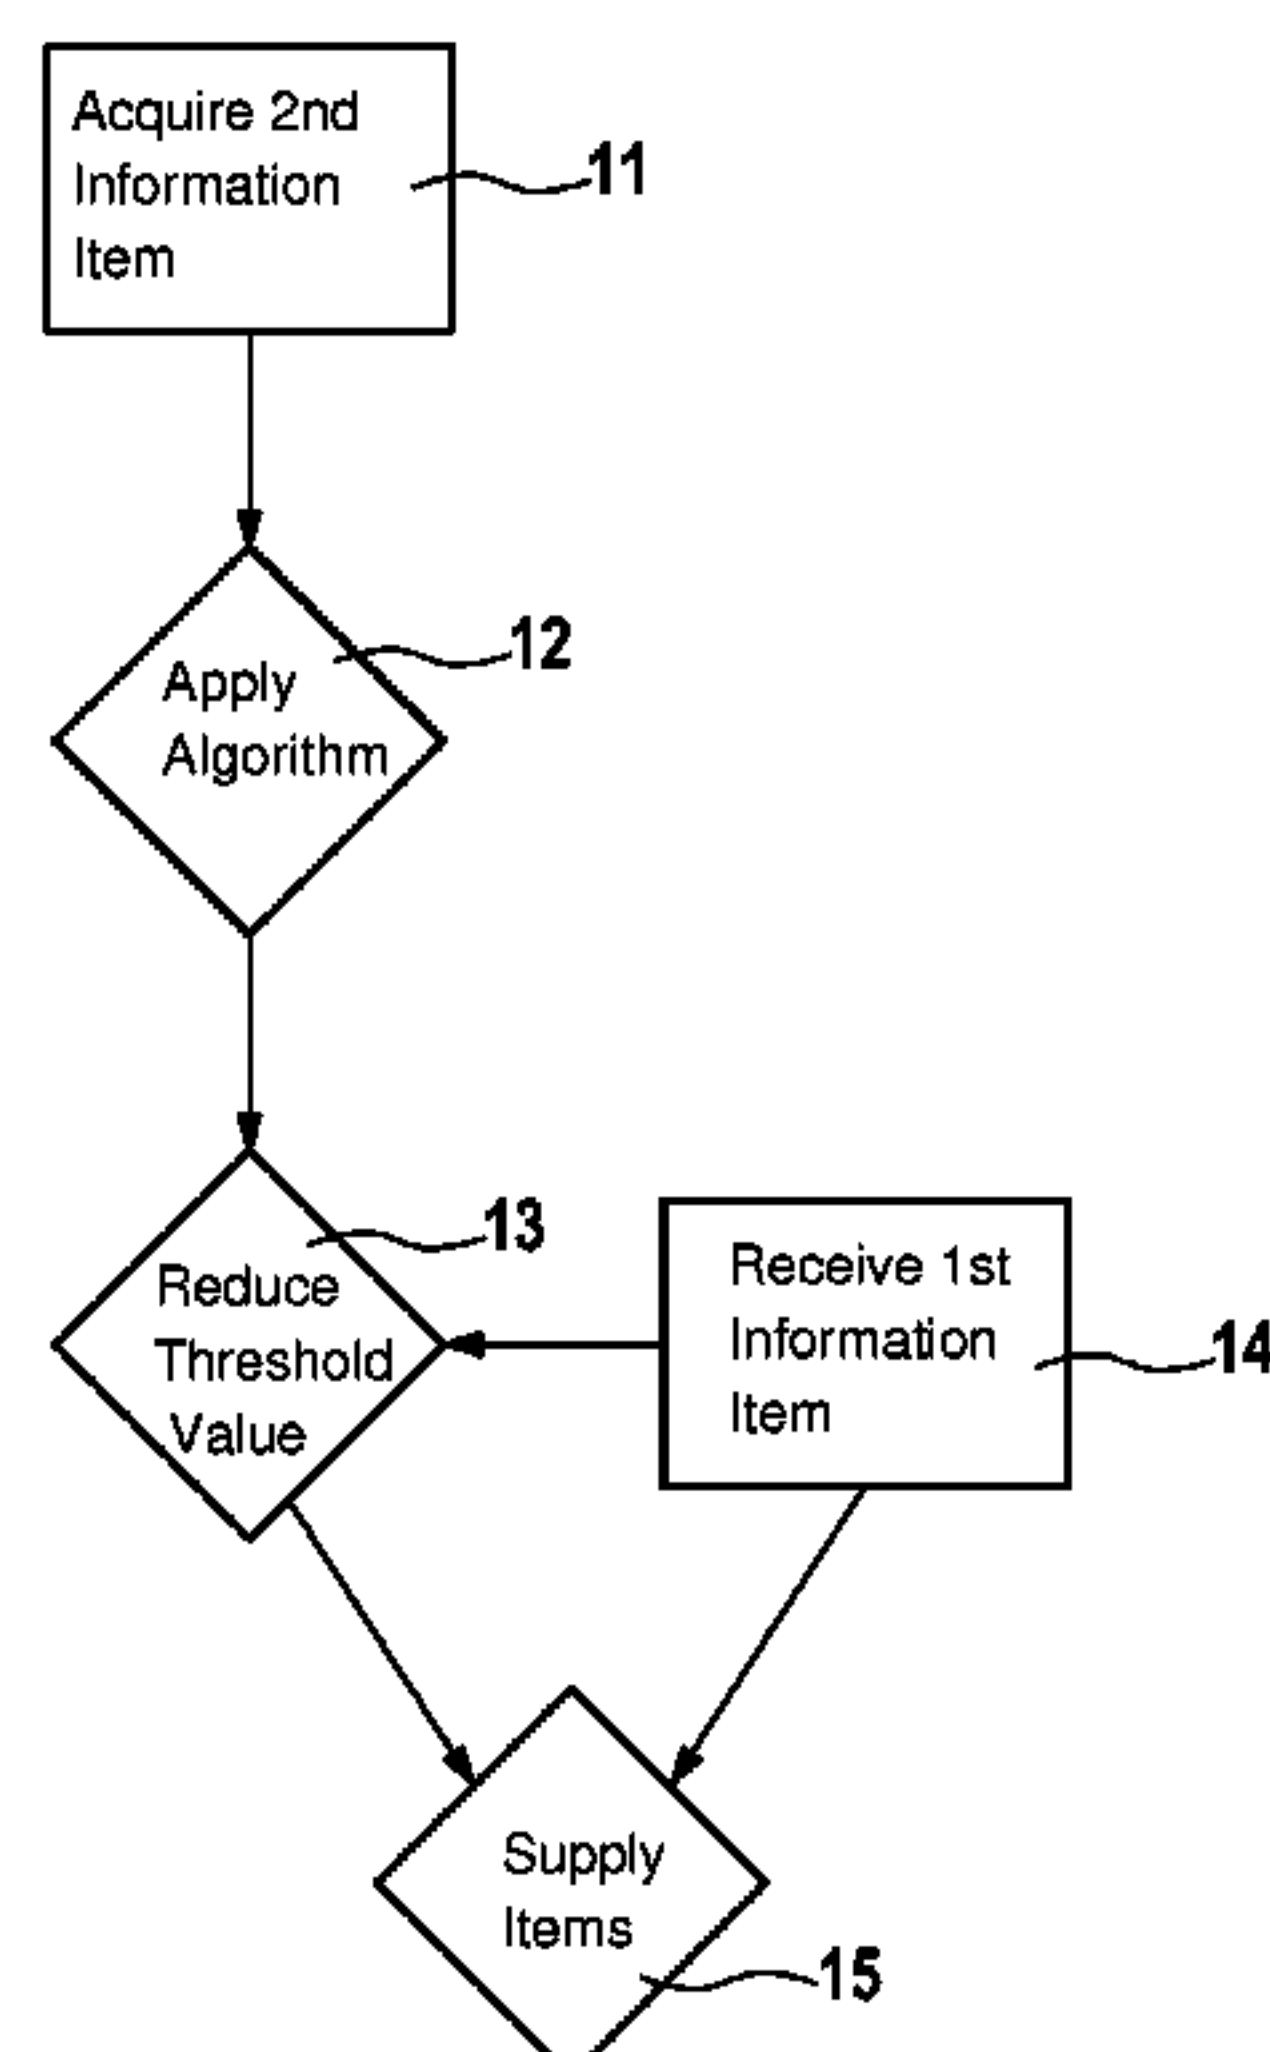 Acquire 2nd
Information
Item
11
Apply
Algorithm
12
Reduce
Threshold
Value
13
Receive 1st
Information
Item
14
Supply
Items
15